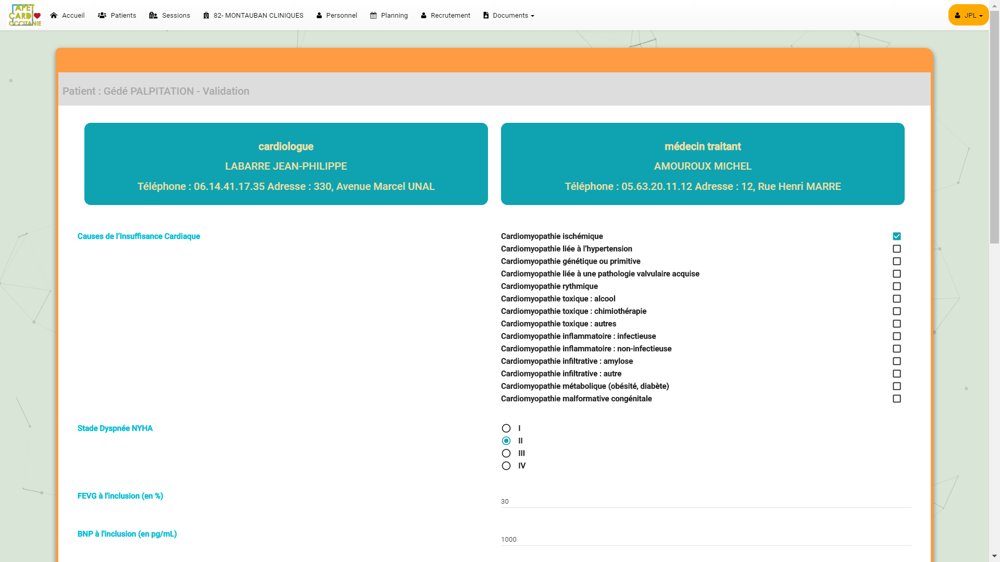 APET
CARDI
OCCITANIE
Accueil
Patients
Sessions
82- MONTAUBAN CLINIQUES
Personnel
Planning
Recrutement
Documents
JPL
Patient : Gédé PALPITATION - Validation
cardiologue
LABARRE JEAN-PHILIPPE
Téléphone : 06.14.41.17.35 Adresse : 330, Avenue Marcel UNAL
médecin traitant
AMOUROUX MICHEL
Téléphone : 05.63.20.11.12 Adresse : 12, Rue Henri MARRE
Causes de l’Insuffisance Cardiaque
Cardiomyopathie ischémique
Cardiomyopathie liée à l’hypertension
Cardiomyopathie génétique ou primitive
Cardiomyopathie liée à une pathologie valvulaire acquise
Cardiomyopathie rythmique
Cardiomyopathie toxique : alcool
Cardiomyopathie toxique : chimiothérapie
Cardiomyopathie toxique : autres
Cardiomyopathie inflammatoire : infectieuse
Cardiomyopathie inflammatoire : non-infectieuse
Cardiomyopathie infiltrative : amylose
Cardiomyopathie infiltrative : autre
Cardiomyopathie métabolique (obésité, diabète)
Cardiomyopathie malformative congénitale
Stade Dyspnée NYHA
I
II
III
IV
FEVG à l'inclusion (en %)
30
BNP à l'inclusion (en pg/mL)
1000